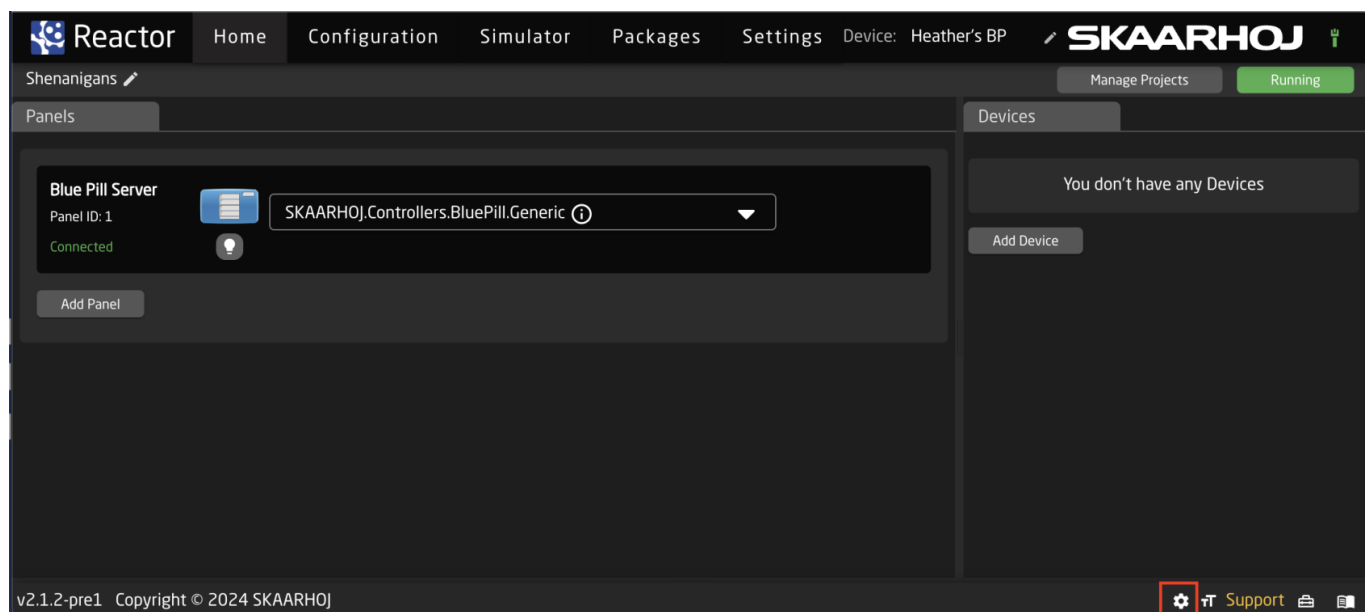 Reactor Home Configuration Simulator Packages Settings Device: Heather's BP SKAARHOJ
Shenanigans Manage Projects Running
Panels
Devices
Blue Pill Server
Panel ID: 1
Connected
SKAARHOJ.Controllers.BluePill.Generic
Add Panel
You don't have any Devices
Add Device
v2.1.2-pre1 Copyright © 2024 SKAARHOJ
TT Support